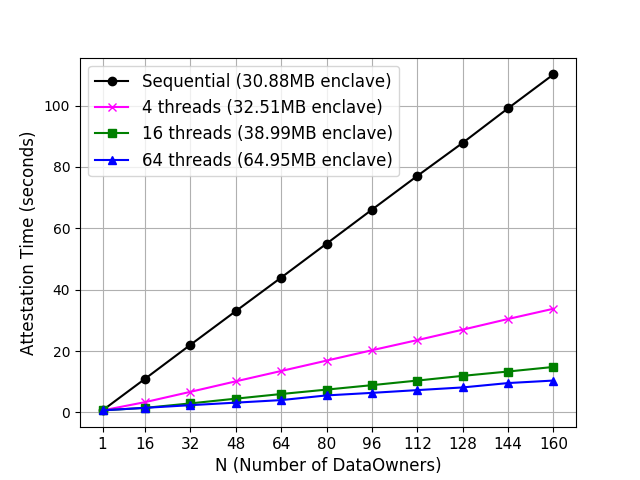 Sequential (30.88MB enclave)
4 threads (32.51MB enclave)
16 threads (38.99MB enclave)
64 threads (64.95MB enclave)
Attestation Time (seconds)
100
80
60
40
20
0
1 16 32 48 64 80 96 112 128 144 160
N (Number of DataOwners)